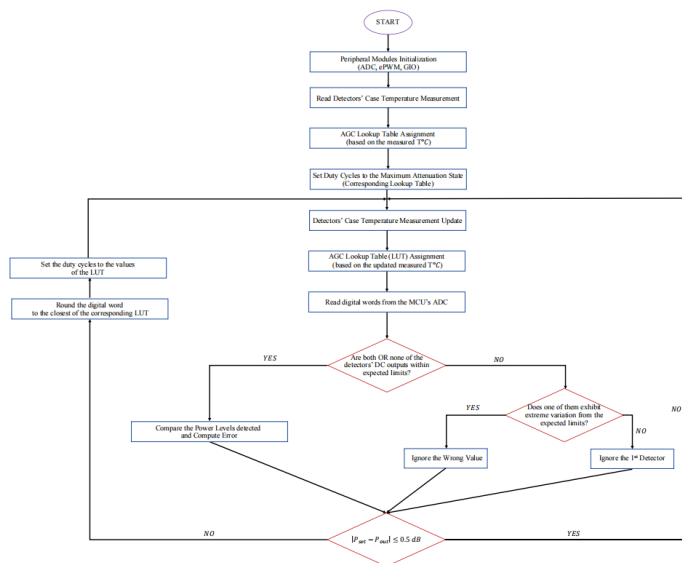 START
Peripheral Modules Initialization
(ADC, ePWM, GIO)
Read Detectors' Case Temperature Measurement
AGC Lookup Table Assignment
(based on the measured T°C)
Set Duty Cycles to the Maximum Attenuation State
(Corresponding Lookup Table)
Detectors' Case Temperature Measurement Update
AGC Lookup Table (LUT) Assignment
(based on the updated measured T°C)
Set the duty cycles to the values
of the LUT
Round the digital word
to the closest of the corresponding LUT
Read digital words from the MCU's ADC
YES
Are both OR none of the
detectors' DC outputs within
expected limits?
NO
Does one of them exhibit
extreme variation from the
expected limits?
YES
NO
NO
Compare the Power Levels detected
and Compute Error
Ignore the Wrong Value
Ignore the 1st Detector
NO
|Pset − Pout| ≤ 0.5 dB
YES